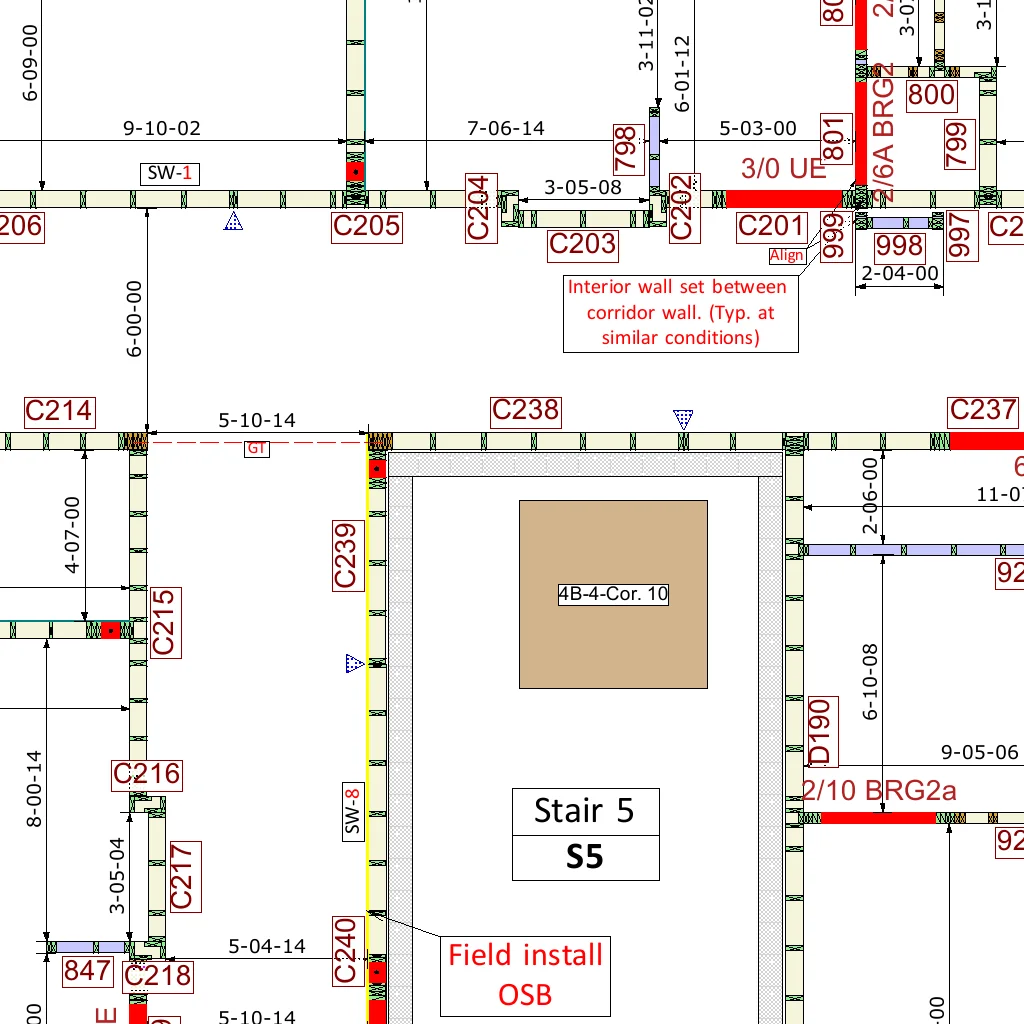 6-09-00
9-10-02
SW-1
206
C205
7-06-14
C204
3-05-08
C203
3-11-02
6-01-12
798
C202
5-03-00
3/0 UE
C201
801
2/6A BRG2
800
799
999
998
997
Align
2-04-00
Interior wall set between
corridor wall. (Typ. at
similar conditions)
6-00-00
C214
5-10-14
GT
C238
C237
4-07-00
C239
2-06-00
4B-4-Cor. 10
C215
6-10-08
D190
9-05-06
2/10 BRG2a
C216
8-00-14
SW-8
Stair 5
S5
3-05-04
C217
C240
5-04-14
Field install
OSB
847
C218
5-10-14